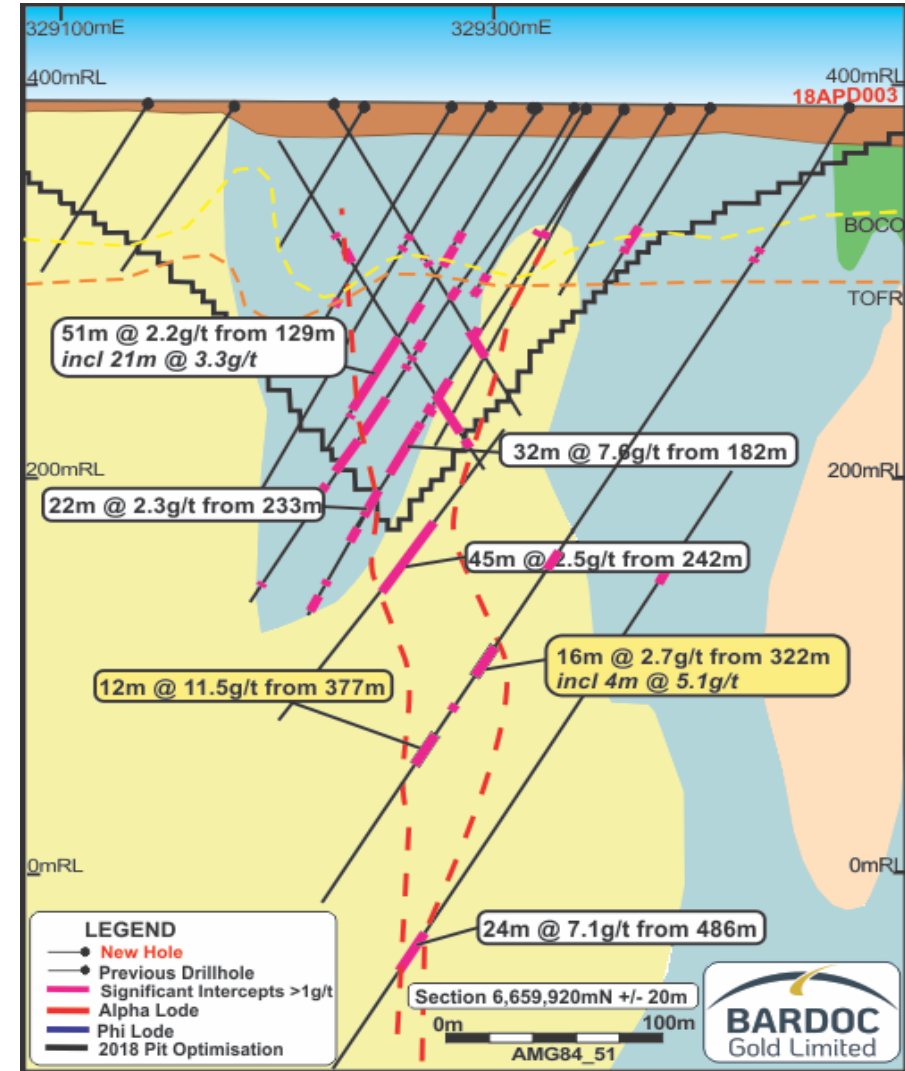 329100mE
329300mE
400mRL
400mRL
18APD003
BOCO
TOFR
51m @ 2.2g/t from 129m
incl 21m @ 3.3g/t
32m @ 7.6g/t from 182m
200mRL
200mRL
22m @ 2.3g/t from 233m
45m @ 2.5g/t from 242m
16m @ 2.7g/t from 322m
incl 4m @ 5.1g/t
12m @ 11.5g/t from 377m
0mRL
0mRL
24m @ 7.1g/t from 486m
LEGEND
New Hole
Previous Drillhole
Significant Intercepts >1g/t
Alpha Lode
Phi Lode
2018 Pit Optimisation
Section 6,659,920mN +/- 20m
0m 100m
AMG84_51
BARDOC
Gold Limited